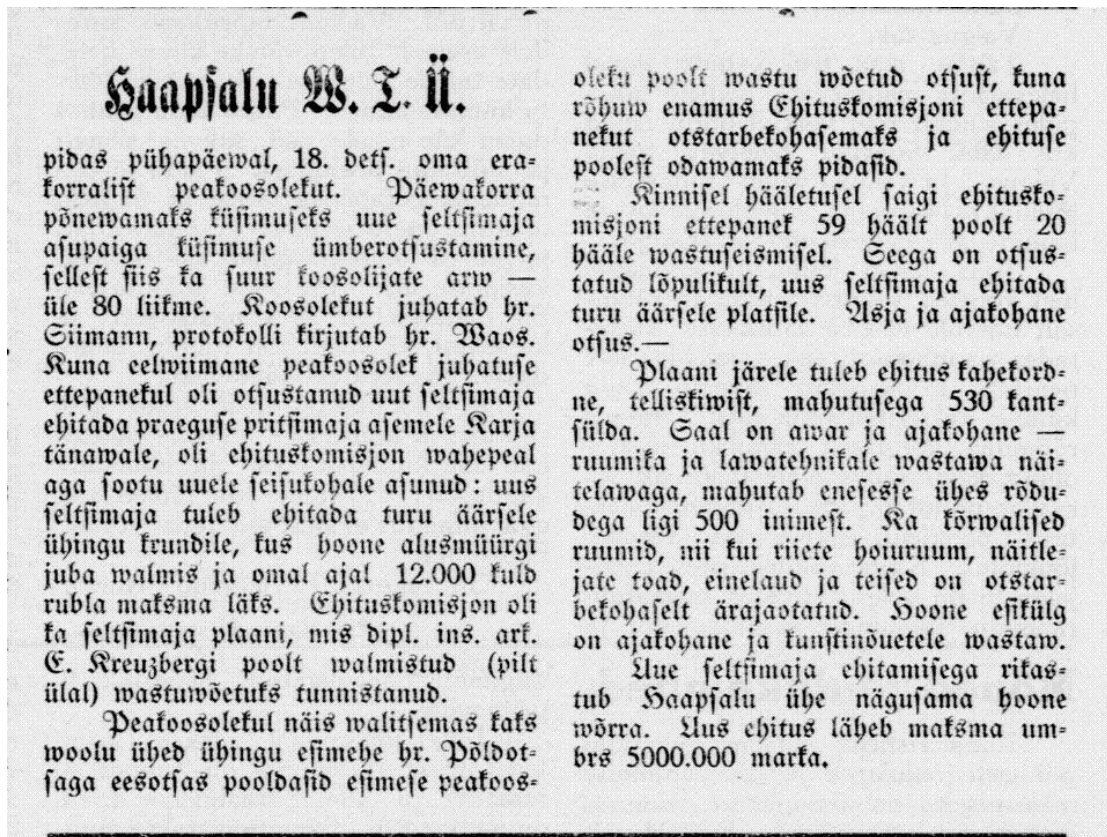 Haapsalu W. T. Ü.
pidas pühapäewal, 18. dets. oma era-
korralist peakoosolekut. Päewakorra
põnewamaks küsimuseks uue seltsimaja
asupaiga küsimuse ümberotsustamine,
sellest siis ka suur koosolijate arw —
üle 80 liikme. Koosolekut juhatab hr.
Siimann, protokolli kirjutab hr. Waos.
Kuna eelwiimane peakoosolek juhatuse
ettepanekul oli otsustanud uut seltsimaja
ehitada praeguse pritsimaja asemele Karja
tänawale, oli ehituskomisjon wahepeal
aga sootu uuele seisukohale asunud: uus
seltsimaja tuleb ehitada turu äärsele
ühingu krundile, kus hoone alusmüürgi
juba walmis ja omal ajal 12.000 kuld
rubla maksma läks. Ehituskomisjon oli
ka seltsimaja plaani, mis dipl. ins. ark.
E. Kreuzbergi poolt walmistud (pilt
ülal) wastuwõetuks tunnistanud.
Peakoosolekul näis walitsemas kaks
woolu ühed ühingu esimehe hr. Põldot-
saga eesotsas pooldasid esimese peakoos-
oleku poolt wastu wõetud otsust, kuna
rõhuw enamus Ehituskomisjoni ettepa-
nekut otstarbekohasemaks ja ehituse
poolest odawamaks pidasid.
Kinnisel hääletusel saigi ehitusko-
misjoni ettepanek 59 häält poolt 20
hääle wastuseismisel. Seega on otsus-
tatud lõpulikult, uus seltsimaja ehitada
turu äärsele platsile. Asja ja ajakohane
otsus.—
Plaani järele tuleb ehitus kahekord-
ne, telliskiwist, mahutusega 530 kant-
sülda. Saal on awar ja ajakohane —
ruumika ja lawatehnikale wastawa näi-
telawaga, mahutab enesesse ühes rõdu-
dega ligi 500 inimest. Ka kõrwalised
ruumid, nii kui riiete hoiuruum, näitle-
jate toad, einelaud ja teised on otstar-
bekohaselt ärajaotatud. Hoone esikülg
on ajakohane ja kunstinõuetele wastaw.
Uue seltsimaja ehitamisega rikas-
tub Haapsalu ühe nägusama hoone
wõrra. Uus ehitus läheb maksma um-
brs 5000.000 marka.